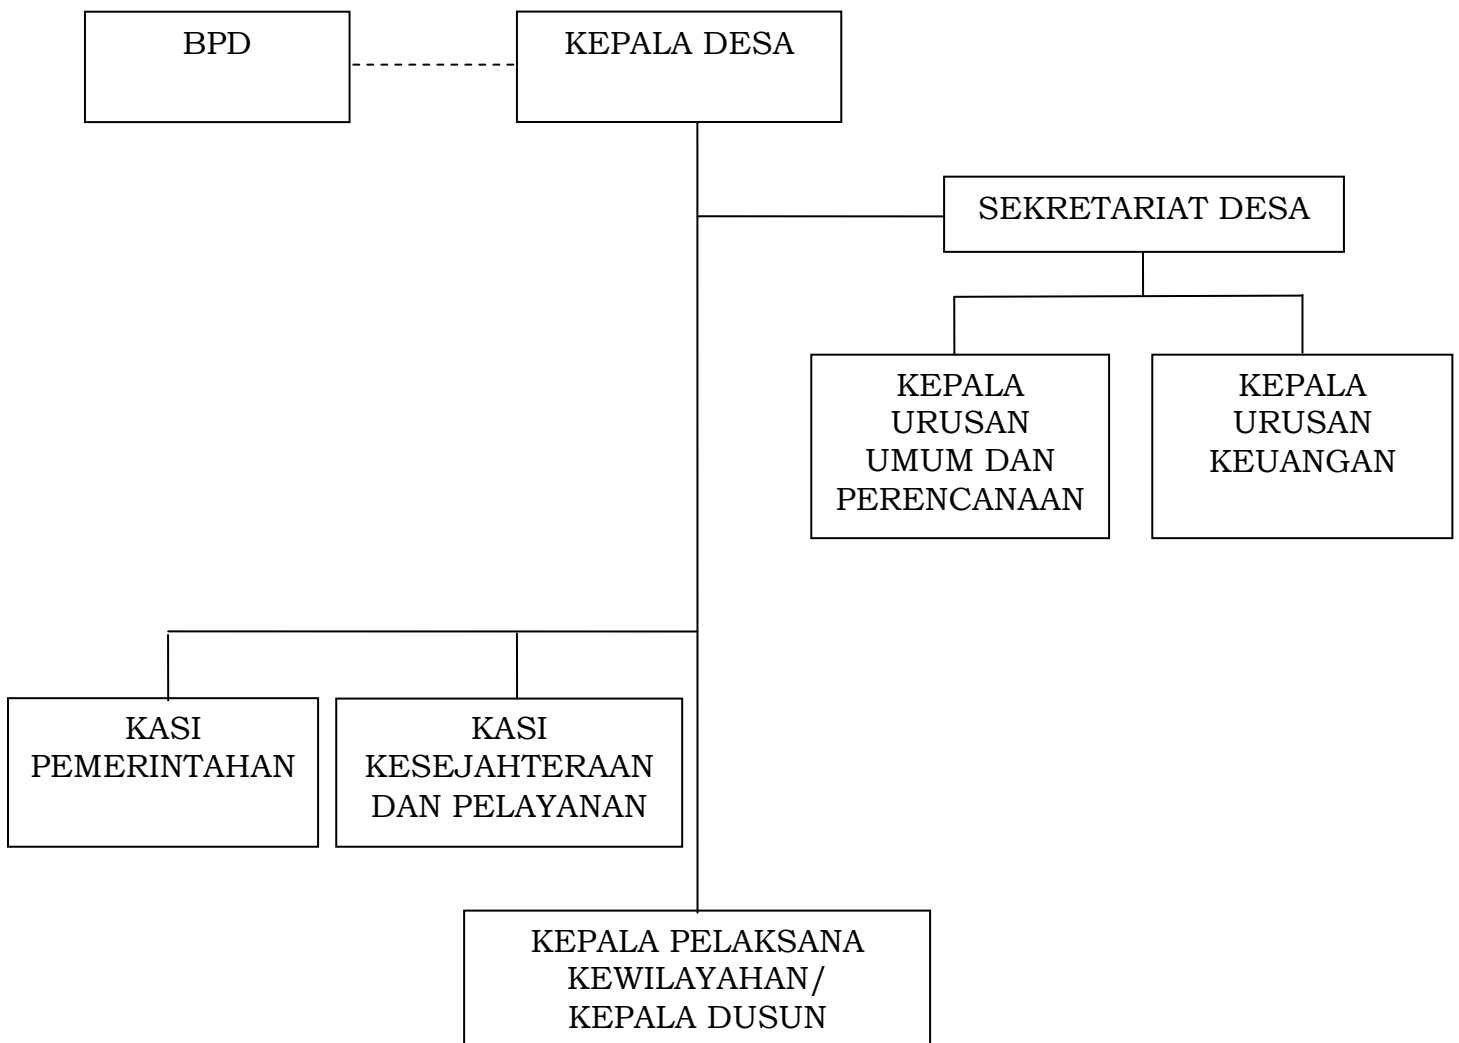 BPD
KEPALA DESA
SEKRETARIAT DESA
KEPALA
URUSAN
UMUM DAN
PERENCANAAN
KEPALA
URUSAN
KEUANGAN
KASI
PEMERINTAHAN
KASI
KESEJAHTERAAN
DAN PELAYANAN
KEPALA PELAKSANA
KEWILAYAHAN/
KEPALA DUSUN